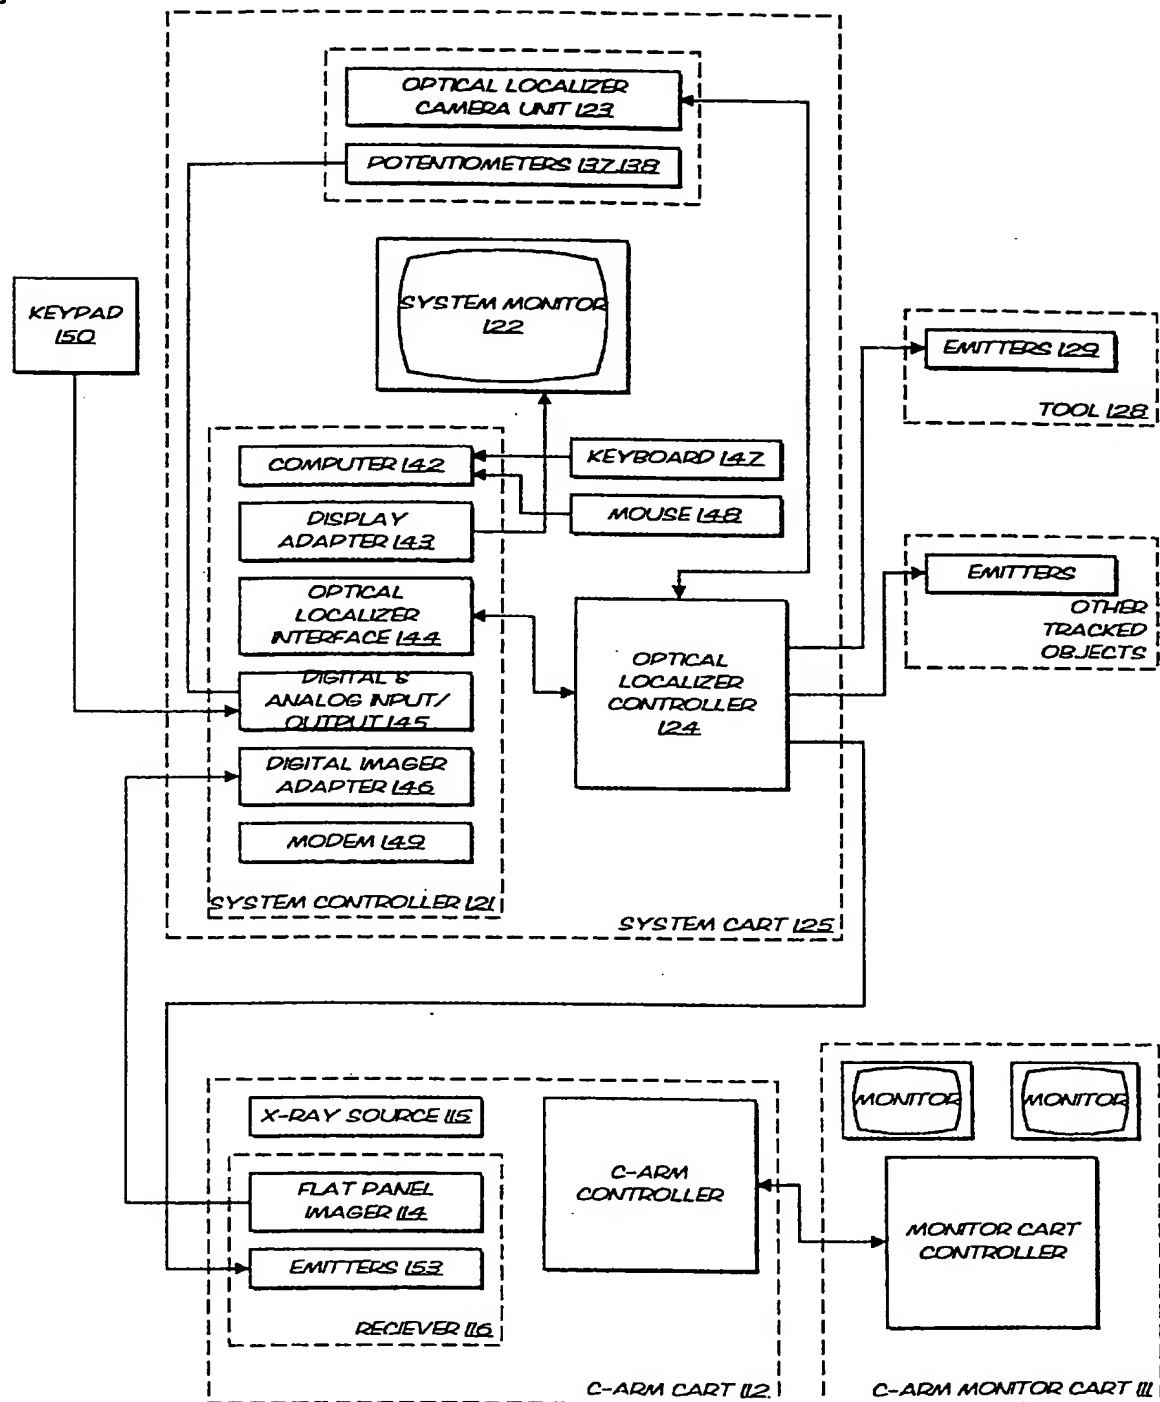 OPTICAL LOCALIZER
CAMERA UNIT 123
POTENTIOMETERS 137,138
SYSTEM MONITOR
122
KEYPAD
150
EMITTERS 129
TOOL 128
COMPUTER 142
KEYBOARD 147
DISPLAY
ADAPTER 143
MOUSE 148
OPTICAL
LOCALIZER
INTERFACE 144
EMITTERS
OTHER
TRACKED
OBJECTS
OPTICAL
LOCALIZER
CONTROLLER
124
DIGITAL &
ANALOG INPUT/
OUTPUT 145
DIGITAL IMAGER
ADAPTER 146
MODEM 149
SYSTEM CONTROLLER 121
SYSTEM CART 125
X-RAY SOURCE 115
FLAT PANEL
IMAGER 114
EMITTERS 153
RECIEVER 116
C-ARM
CONTROLLER
C-ARM CART 112
MONITOR
MONITOR
MONITOR CART
CONTROLLER
C-ARM MONITOR CART 111